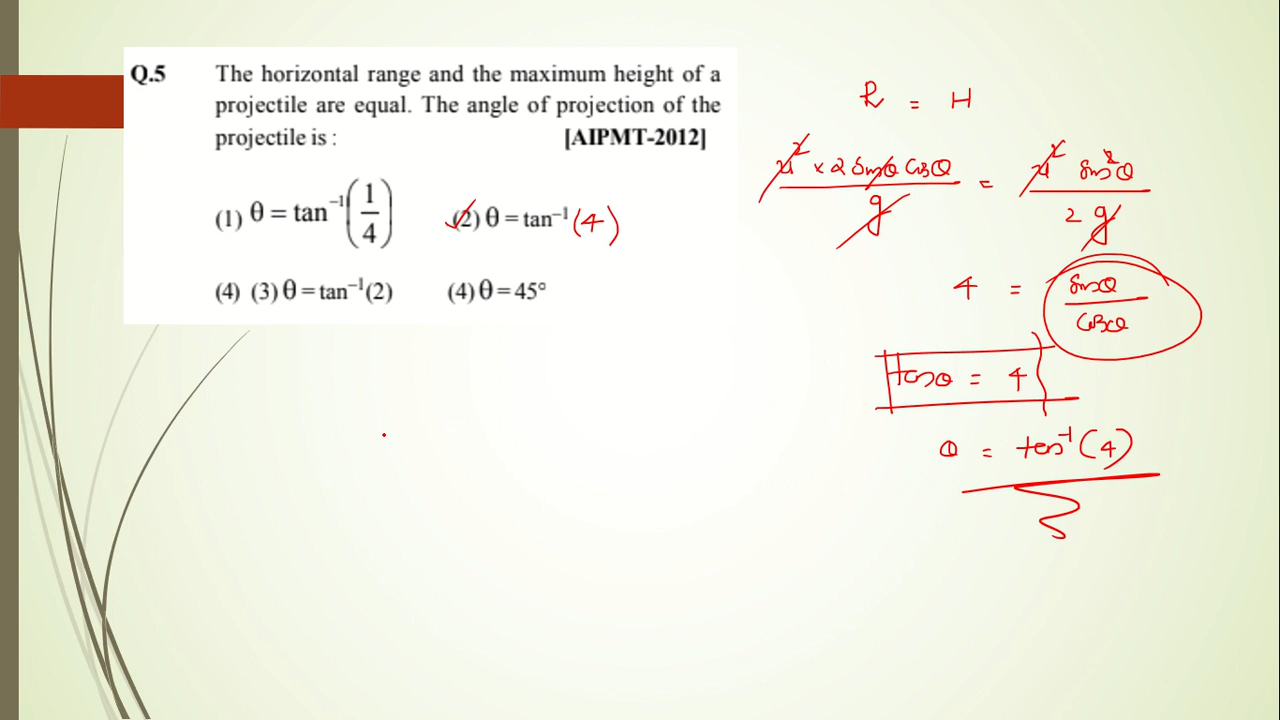 Q.5 The horizontal range and the maximum height of a
projectile are equal. The angle of projection of the
projectile is : [AIPMT-2012]
(1) θ = tan⁻¹(1/4) (2) θ = tan⁻¹ (4)
(4) (3) θ = tan⁻¹(2) (4) θ = 45°
R = H
u² × 2 sinθ cosθ / g = u² sin²θ / 2g
4 = sinθ / cosθ
tanθ = 4
θ = tan⁻¹(4)